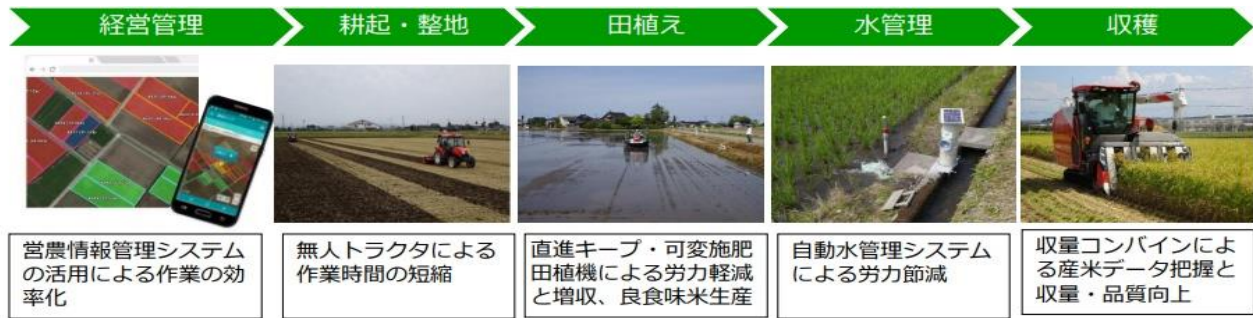 経営管理
耕起・整地
田植え
水管理
収穫
営農情報管理システム
の活用による作業の効
率化
無人トラクタによる
作業時間の短縮
直進キープ・可変施肥
田植機による労力軽減
と増収、良食味米生産
自動水管理システム
による労力節減
収量コンバインによ
る産米データ把握と
収量・品質向上